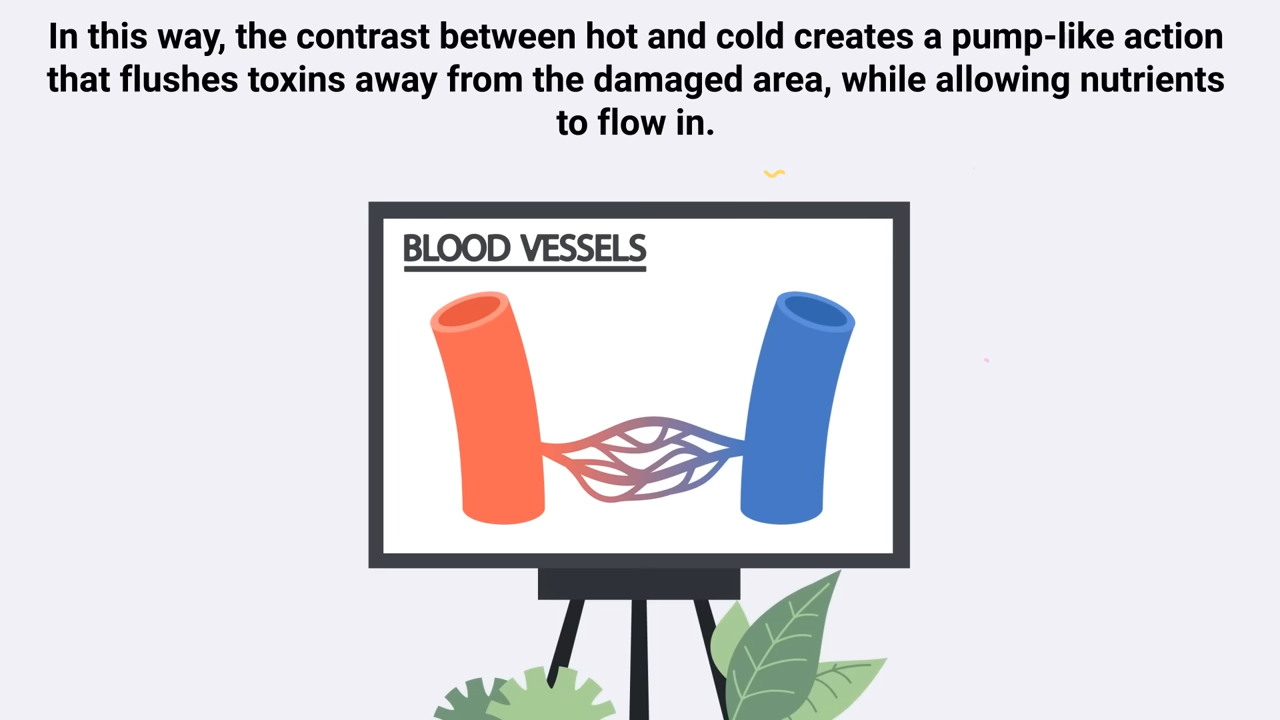 In this way, the contrast between hot and cold creates a pump-like action
that flushes toxins away from the damaged area, while allowing nutrients
to flow in.
BLOOD VESSELS